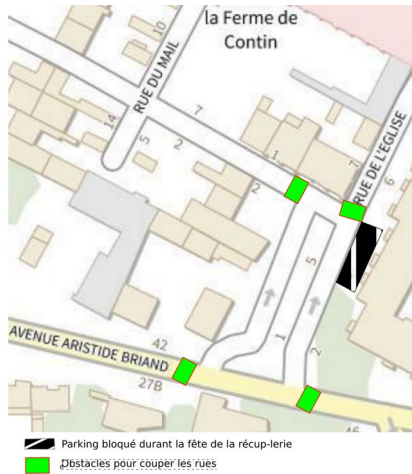 la Ferme de
Contin
10
RUE DU MAIL
7
14
5
2
1
2
7
RUE DE L'EGLISE
6
5
1
2
AVENUE ARISTIDE BRIAND
42
27B
46
Parking bloqué durant la fête de la récup-lerie
Obstacles pour couper les rues